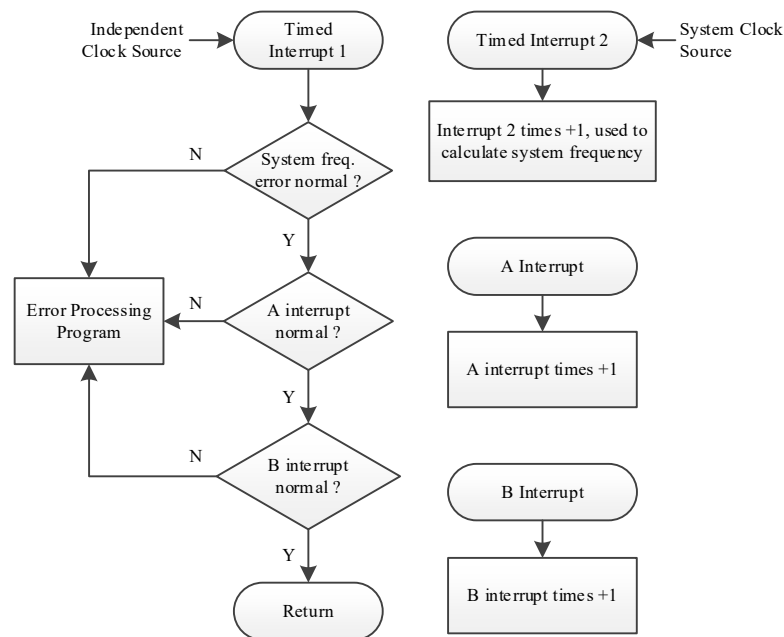 Independent
Clock Source
Timed
Interrupt 1
Timed Interrupt 2
System Clock
Source
Interrupt 2 times +1, used to
calculate system frequency
N
System freq.
error normal ?
Y
A Interrupt
Error Processing
Program
N
A interrupt
normal ?
A interrupt times +1
Y
N
B interrupt
normal ?
B Interrupt
Y
Return
B interrupt times +1